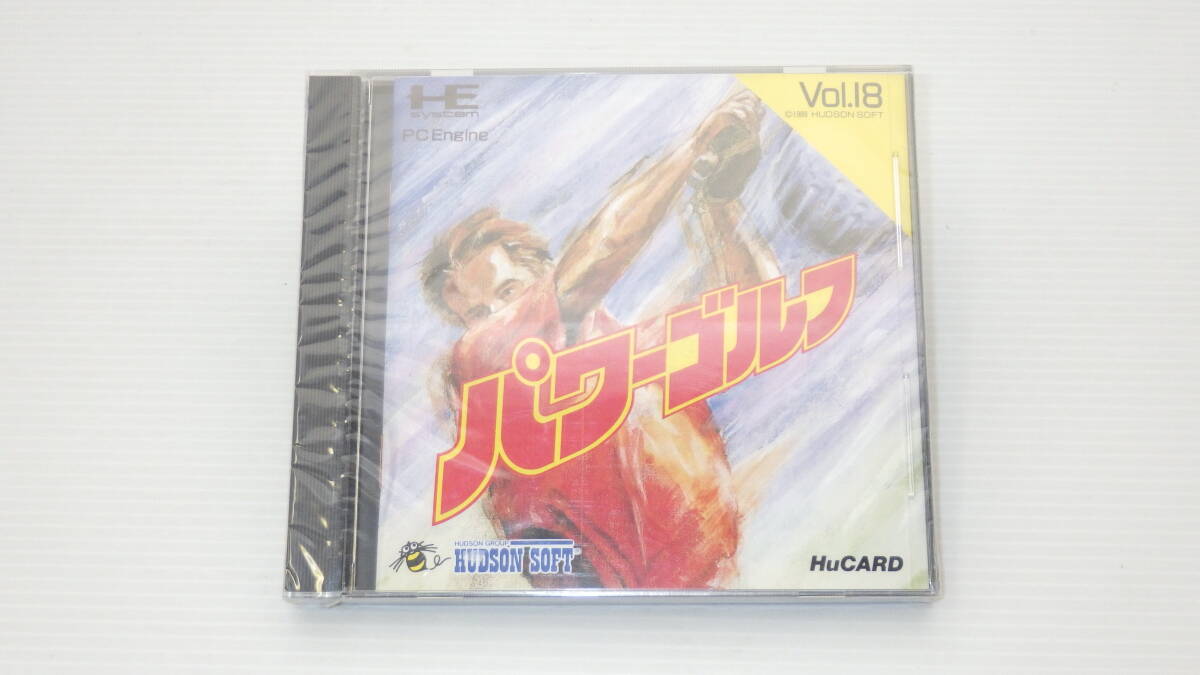 HE
system
PC Engine
Vol.18
HUDSON SOFT
パワーゴルフ
HUDSON GROUP
HUDSON SOFT
HuCARD